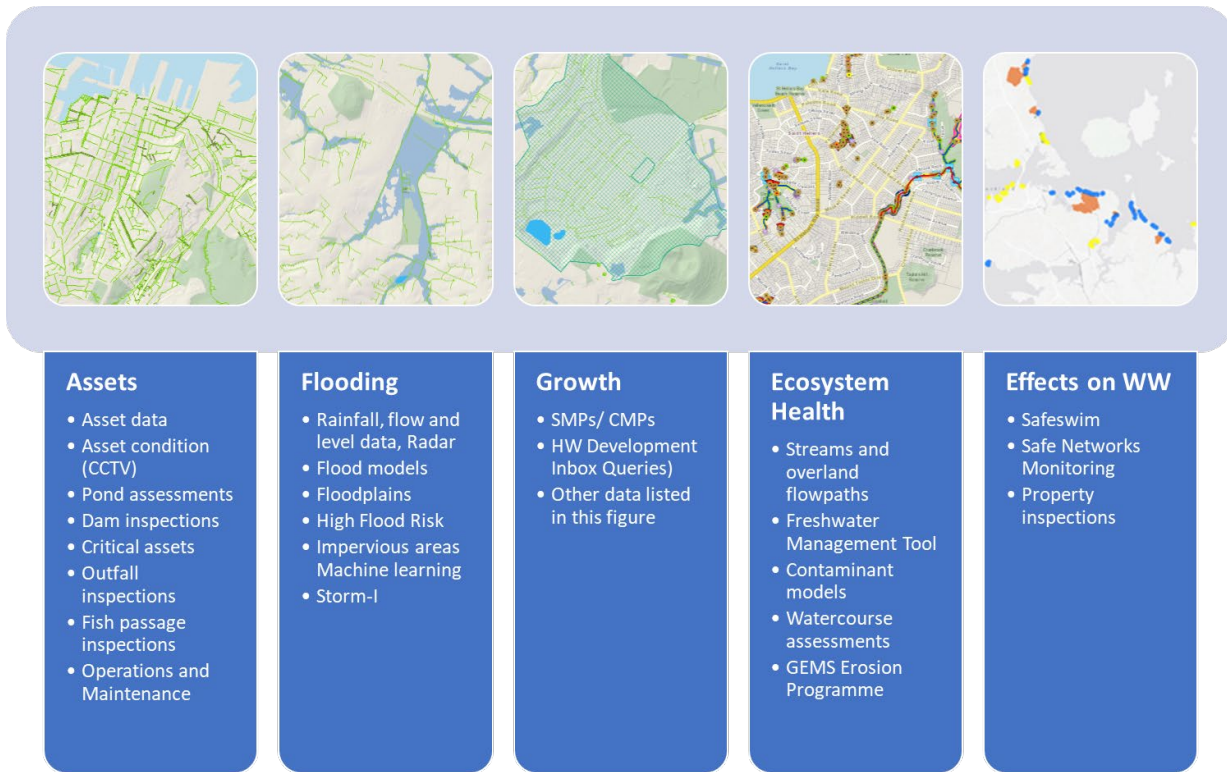 Assets
• Asset data
• Asset condition
(CCTV)
• Pond assessments
• Dam inspections
• Critical assets
• Outfall
inspections
• Fish passage
inspections
• Operations and
Maintenance
Flooding
• Rainfall, flow and
level data, Radar
• Flood models
• Floodplains
• High Flood Risk
• Impervious areas
Machine learning
• Storm-I
Growth
• SMPs/ CMPs
• HW Development
Inbox Queries)
• Other data listed
in this figure
Ecosystem
Health
• Streams and
overland
flowpaths
• Freshwater
Management Tool
• Contaminant
models
• Watercourse
assessments
• GEMS Erosion
Programme
Effects on WW
• Safeswim
• Safe Networks
Monitoring
• Property
inspections